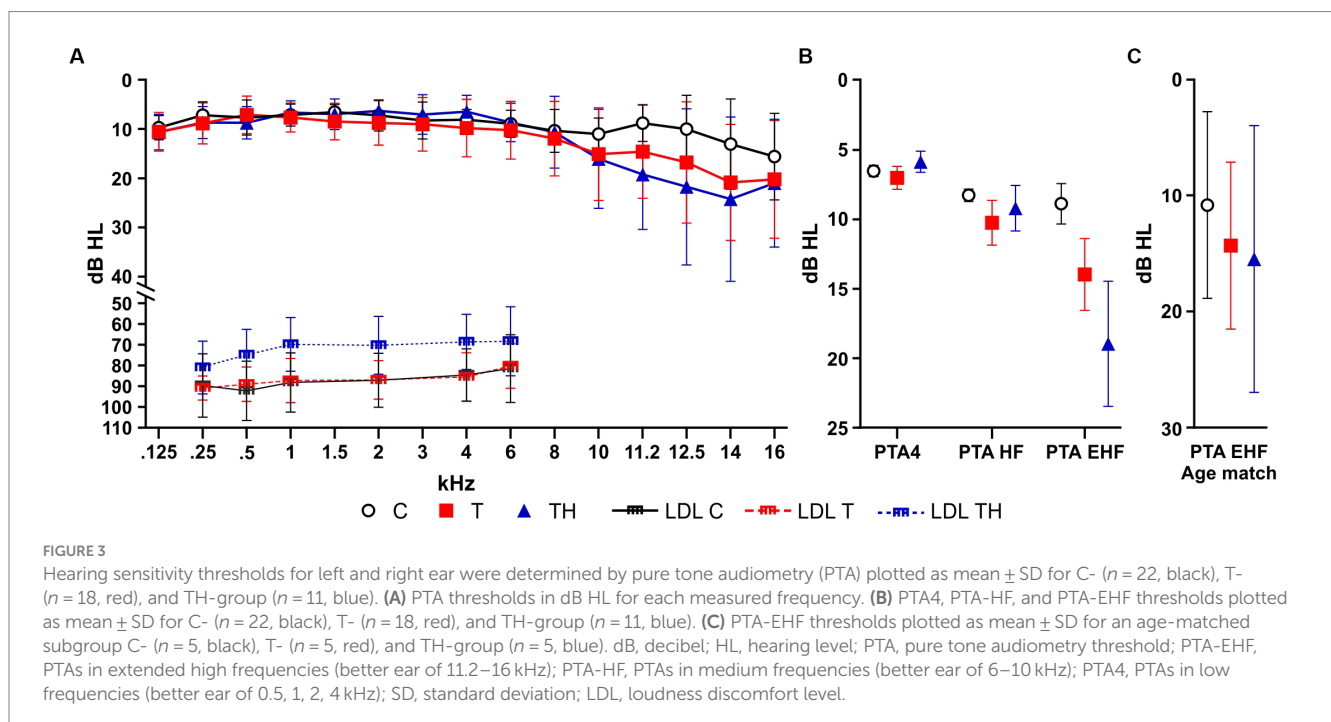 A
B
C
0
10
20
30
40
50
60
70
80
90
100
110
dB HL
.125 .25 .5 1 1.5 2 3 4 6 8 10 11.2 12.5 14 16
kHz
0
5
10
15
20
25
dB HL
PTA4 PTA HF PTA EHF
0
10
20
30
dB HL
PTA EHF
Age match
C T TH LDL C LDL T LDL TH
FIGURE 3
Hearing sensitivity thresholds for left and right ear were determined by pure tone audiometry (PTA) plotted as mean ± SD for C- (n = 22, black), T-
(n = 18, red), and TH-group (n = 11, blue). (A) PTA thresholds in dB HL for each measured frequency. (B) PTA4, PTA-HF, and PTA-EHF thresholds plotted
as mean ± SD for C- (n = 22, black), T- (n = 18, red), and TH-group (n = 11, blue). (C) PTA-EHF thresholds plotted as mean ± SD for an age-matched
subgroup C- (n = 5, black), T- (n = 5, red), and TH-group (n = 5, blue). dB, decibel; HL, hearing level; PTA, pure tone audiometry threshold; PTA-EHF,
PTAs in extended high frequencies (better ear of 11.2–16 kHz); PTA-HF, PTAs in medium frequencies (better ear of 6–10 kHz); PTA4, PTAs in low
frequencies (better ear of 0.5, 1, 2, 4 kHz); SD, standard deviation; LDL, loudness discomfort level.